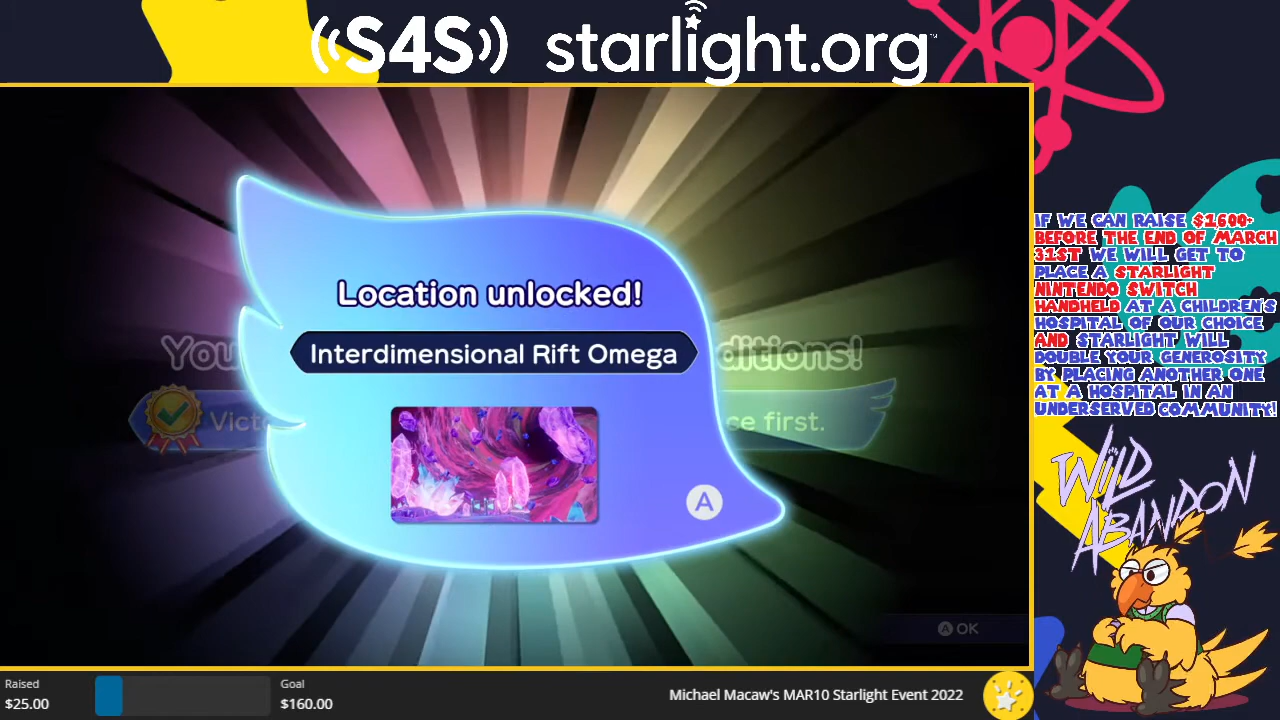 ((S4S)) starlight.org™
IF WE CAN RAISE $1600
BEFORE THE END OF MARCH
31ST WE WILL GET TO
PLACE A STARLIGHT
NINTENDO SWITCH
HANDHELD AT A CHILDREN'S
HOSPITAL OF OUR CHOICE
AND STARLIGHT WILL
DOUBLE YOUR GENEROSITY
BY PLACING ANOTHER ONE
AT A HOSPITAL IN AN
UNDERSERVED COMMUNITY!
Location unlocked!
You ditions!
Interdimensional Rift Omega
Victo ce first.
A
A OK
WiLD
ABANDON
Raised
$25.00
Goal
$160.00
Michael Macaw's MAR10 Starlight Event 2022